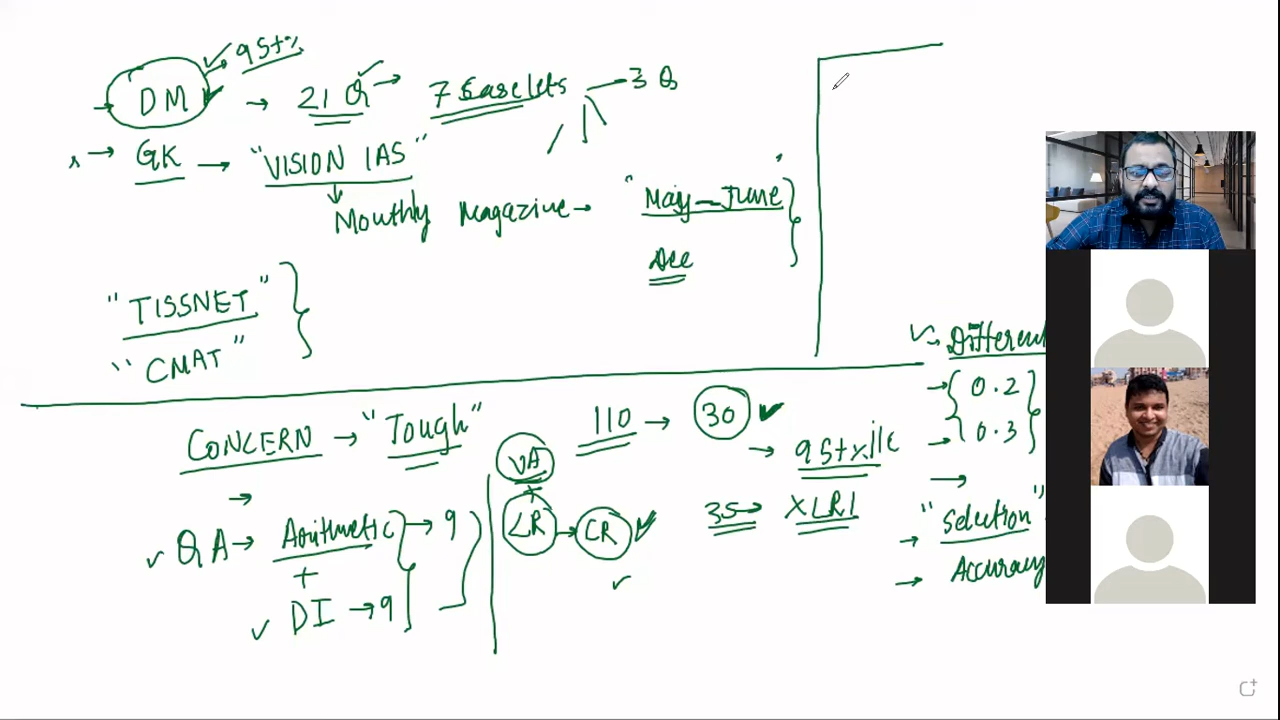 95+%
DM → 21 Q → 7 Caselets → 3 Q
→ GK → "VISION IAS"
Monthly Magazine → "May - June
Dec
"TISSNET"
"CMAT"
CONCERN → "Tough" 110 → 30
→ 95+%ile
QA → Arithmetic → 9
+
DI → 9
VA
+
LR → CR
35 → XLRI
Different
→ 0.2
→ 0.3
"Selection"
→ Accuracy